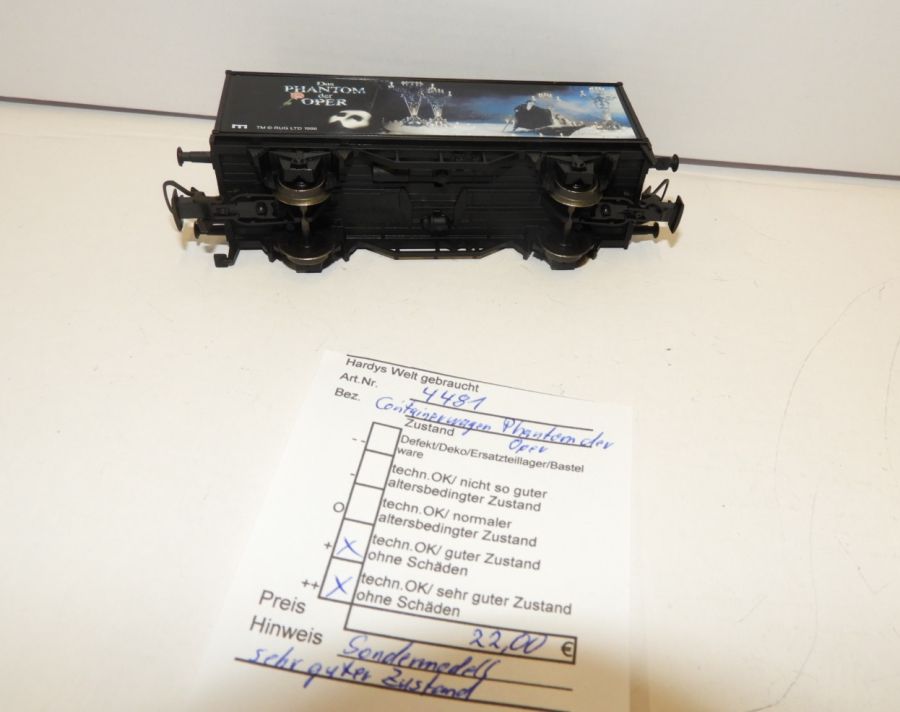 Das
PHANTOM
der
OPER
m TM © RUG LTD 1986
Hardys Welt gebraucht
Art.Nr. 4481
Bez. Containerwagen Phantom der
Oper
Zustand
-- Defekt/Deko/Ersatzteillager/Bastel
ware
- techn.OK/ nicht so guter
altersbedingter Zustand
O techn.OK/ normaler
altersbedingter Zustand
+ X techn.OK/ guter Zustand
ohne Schäden
++ X techn.OK/ sehr guter Zustand
ohne Schäden
Preis 22,00 €
Hinweis Sondermodell
sehr guter Zustand